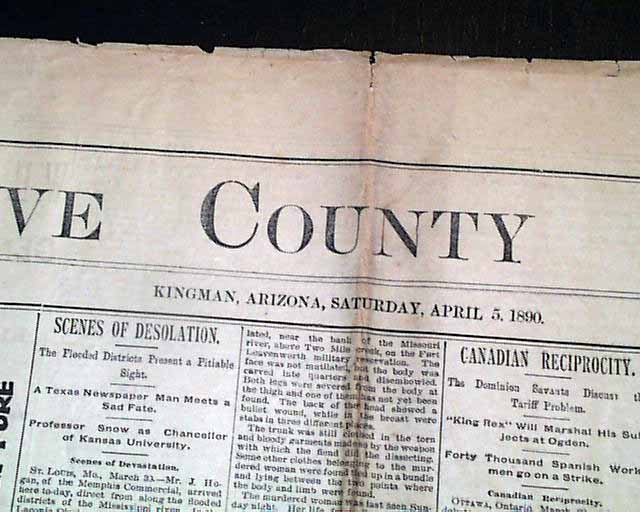 VE COUNTY
KINGMAN, ARIZONA, SATURDAY, APRIL 5, 1890.
SCENES OF DESOLATION.
The Flooded Districts Present a Pitiable
Sight.
A Texas Newspaper Man Meets a
Sad Fate.
Professor Snow as Chancellor
of Kansas University.
Scenes of Devastation.
ST. LOUIS, Mo., March 30.—Mr. J. Ho-
gan, of the Memphis Commercial, arrived
here to-day, direct from along the flooded
districts of the Mississippi
lated, near the bank of the Missouri
river, above Two Mile creek, on the Fort
Leavenworth military reservation. The
face was not mutilated, but the body was
carved into quarters and disembowled.
Both legs were severed from the body at
the thigh and one of them has not yet been
found. The back of the head showed a
bullet wound, while in the breast were
stabs in three different places.
The trunk was still clothed in the torn
and bloody garments made by the weapon
with which the fiend did the dissecting.
Some other clothes belonging to the mur-
dered woman were found tied up in a bundle
and lying between the two points where
the body and limb were found.
The murdered woman was last seen Sun-
day night. Her life
CANADIAN RECIPROCITY.
The Dominion Savants Discuss th
Tariff Problem.
"King Rex" Will Marshal His Su
jects at Ogden.
Forty Thousand Spanish Work
men go on a Strike.
Canadian Reciprocity.
OTTAWA, Ontario, March
TURE